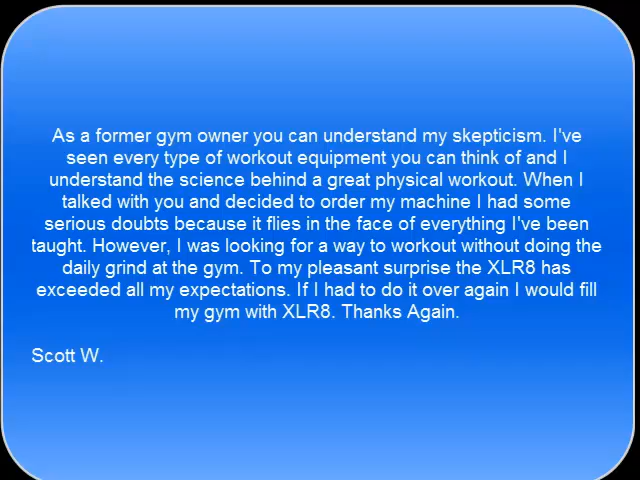 As a former gym owner you can understand my skepticism. I've
seen every type of workout equipment you can think of and I
understand the science behind a great physical workout. When I
talked with you and decided to order my machine I had some
serious doubts because it flies in the face of everything I've been
taught. However, I was looking for a way to workout without doing the
daily grind at the gym. To my pleasant surprise the XLR8 has
exceeded all my expectations. If I had to do it over again I would fill
my gym with XLR8. Thanks Again.
Scott W.